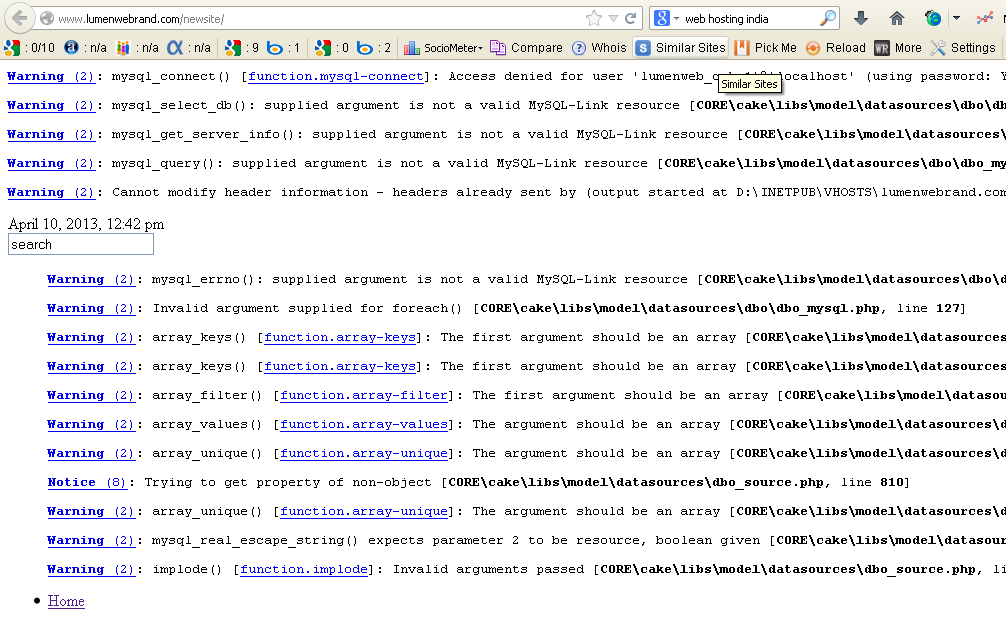 www.lumenwebrand.com/newsite/
web hosting india
: 0/10 : n/a : n/a : n/a : 9 : 1 : 0 : 2 SocioMeter Compare Whois Similar Sites Pick Me Reload More Settings
Similar Sites
Warning (2): mysql_connect() [function.mysql-connect]: Access denied for user 'lumenweb_ localhost' (using password: Y
Warning (2): mysql_select_db(): supplied argument is not a valid MySQL-Link resource [CORE\cake\libs\model\datasources\dbo\db
Warning (2): mysql_get_server_info(): supplied argument is not a valid MySQL-Link resource [CORE\cake\libs\model\datasources\
Warning (2): mysql_query(): supplied argument is not a valid MySQL-Link resource [CORE\cake\libs\model\datasources\dbo\dbo_my
Warning (2): Cannot modify header information - headers already sent by (output started at D:\INETPUB\VHOSTS\lumenwebrand.com
April 10, 2013, 12:42 pm
search
Warning (2): mysql_errno(): supplied argument is not a valid MySQL-Link resource [CORE\cake\libs\model\datasources\dbo\d
Warning (2): Invalid argument supplied for foreach() [CORE\cake\libs\model\datasources\dbo\dbo_mysql.php, line 127]
Warning (2): array_keys() [function.array-keys]: The first argument should be an array [CORE\cake\libs\model\datasources
Warning (2): array_keys() [function.array-keys]: The first argument should be an array [CORE\cake\libs\model\datasources
Warning (2): array_filter() [function.array-filter]: The first argument should be an array [CORE\cake\libs\model\datasou
Warning (2): array_values() [function.array-values]: The argument should be an array [CORE\cake\libs\model\datasources\d
Warning (2): array_unique() [function.array-unique]: The argument should be an array [CORE\cake\libs\model\datasources\d
Notice (8): Trying to get property of non-object [CORE\cake\libs\model\datasources\dbo_source.php, line 810]
Warning (2): array_unique() [function.array-unique]: The argument should be an array [CORE\cake\libs\model\datasources\d
Warning (2): mysql_real_escape_string() expects parameter 2 to be resource, boolean given [CORE\cake\libs\model\datasour
Warning (2): implode() [function.implode]: Invalid arguments passed [CORE\cake\libs\model\datasources\dbo_source.php, li
Home